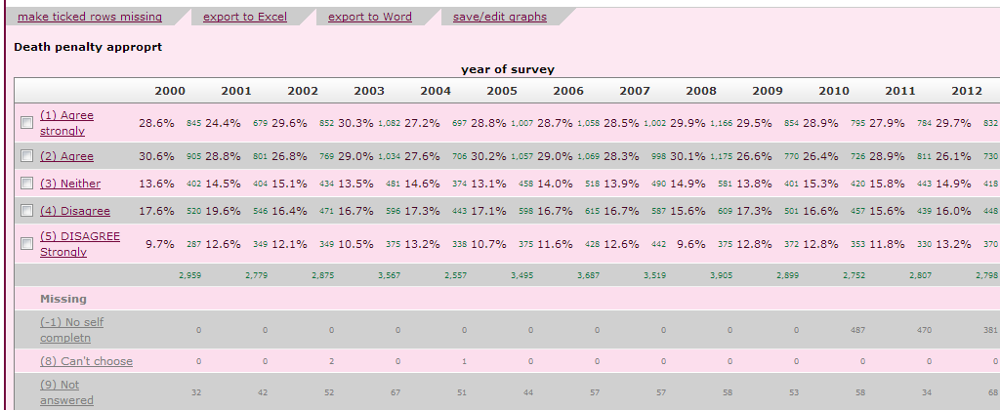 make ticked rows missing export to Excel export to Word save/edit graphs
Death penalty approprt
year of survey
2000 2001 2002 2003 2004 2005 2006 2007 2008 2009 2010 2011 2012
(1) Agree
strongly
28.6% 845 24.4% 679 29.6% 852 30.3% 1,082 27.2% 697 28.8% 1,007 28.7% 1,058 28.5% 1,002 29.9% 1,166 29.5% 854 28.9% 795 27.9% 784 29.7% 832
(2) Agree 30.6% 905 28.8% 801 26.8% 769 29.0% 1,034 27.6% 706 30.2% 1,057 29.0% 1,069 28.3% 998 30.1% 1,175 26.6% 770 26.4% 726 28.9% 811 26.1% 730
(3) Neither 13.6% 402 14.5% 404 15.1% 434 13.5% 481 14.6% 374 13.1% 458 14.0% 518 13.9% 490 14.9% 581 13.8% 401 15.3% 420 15.8% 443 14.9% 418
(4) Disagree 17.6% 520 19.6% 546 16.4% 471 16.7% 596 17.3% 443 17.1% 598 16.7% 615 16.7% 587 15.6% 609 17.3% 501 16.6% 457 15.6% 439 16.0% 448
(5) DISAGREE
Strongly
9.7% 287 12.6% 349 12.1% 349 10.5% 375 13.2% 338 10.7% 375 11.6% 428 12.6% 442 9.6% 375 12.8% 372 12.8% 353 11.8% 330 13.2% 370
2,959 2,779 2,875 3,567 2,557 3,495 3,687 3,519 3,905 2,899 2,752 2,807 2,798
Missing
(-1) No self
completn
0 0 0 0 0 0 0 0 0 0 487 470 381
(8) Can't choose 0 0 2 0 1 0 0 0 0 0 0 0 0
(9) Not
answered
32 42 52 67 51 44 57 57 58 53 58 34 68